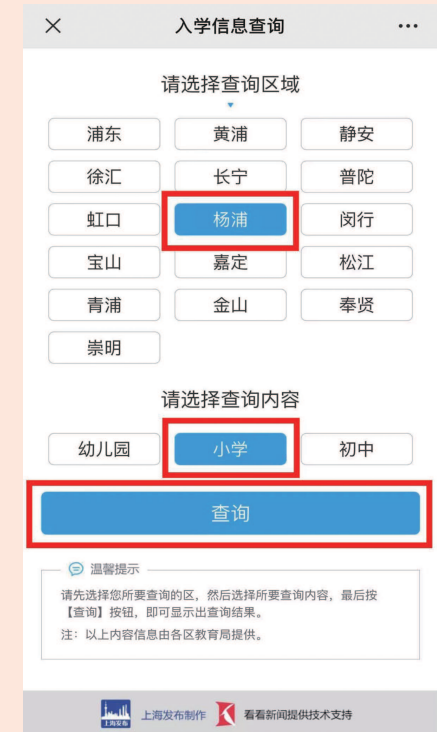 入学信息查询
请选择查询区域
浦东 黄浦 静安
徐汇 长宁 普陀
虹口 杨浦 闵行
宝山 嘉定 松江
青浦 金山 奉贤
崇明
请选择查询内容
幼儿园 小学 初中
查询
温馨提示
请先选择您所要查询的区，然后选择所要查询内容，最后按
【查询】按钮，即可显示出查询结果。
注：以上内容信息由各区教育局提供。
上海发布 上海发布制作 看看新闻提供技术支持